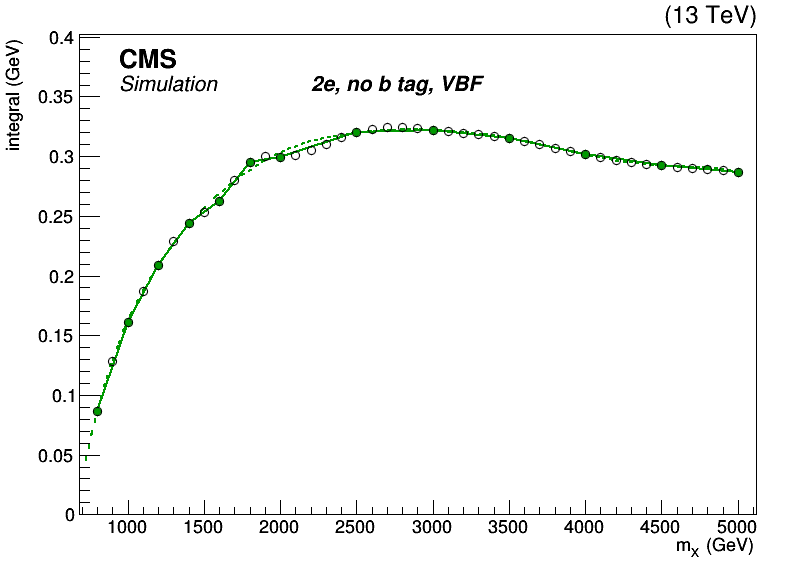 (13 TeV)
integral (GeV)
CMS
Simulation
2e, no b tag, VBF
0.4
0.35
0.3
0.25
0.2
0.15
0.1
0.05
0
1000 1500 2000 2500 3000 3500 4000 4500 5000
mX (GeV)